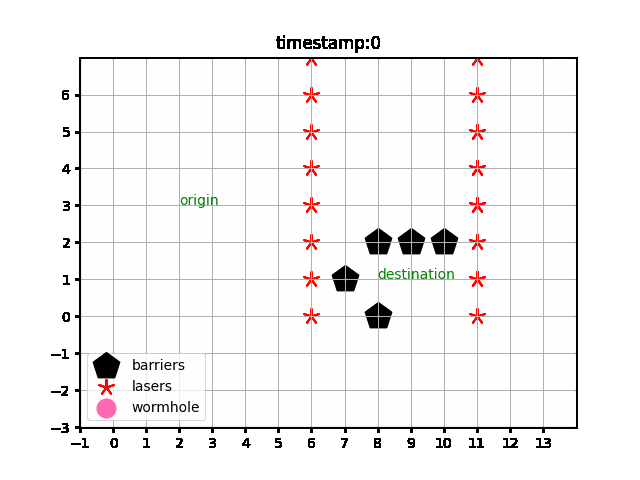 timestamp:0
6
5
4
3
2
1
0
−1
−2
−3
origin
destination
barriers
lasers
wormhole
−1 0 1 2 3 4 5 6 7 8 9 10 11 12 13